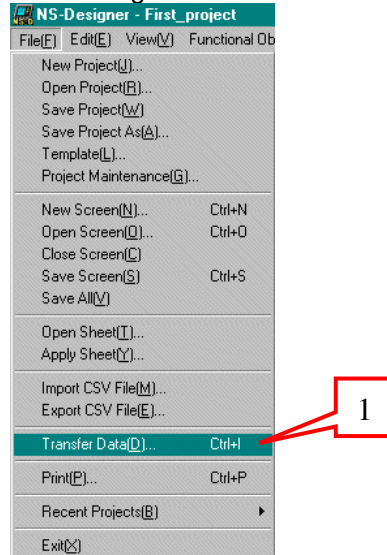 NS-Designer - First_project
File(F) Edit(E) View(V) Functional Ob
New Project(J)...
Open Project(R)...
Save Project(W)
Save Project As(A)...
Template(L)...
Project Maintenance(G)...
New Screen(N)... Ctrl+N
Open Screen(O)... Ctrl+O
Close Screen(C)
Save Screen(S) Ctrl+S
Save All(V)
Open Sheet(T)...
Apply Sheet(Y)...
Import CSV File(M)...
Export CSV File(E)...
Transfer Data(D)... Ctrl+I
1
Print(P)... Ctrl+P
Recent Projects(B)
Exit(X)